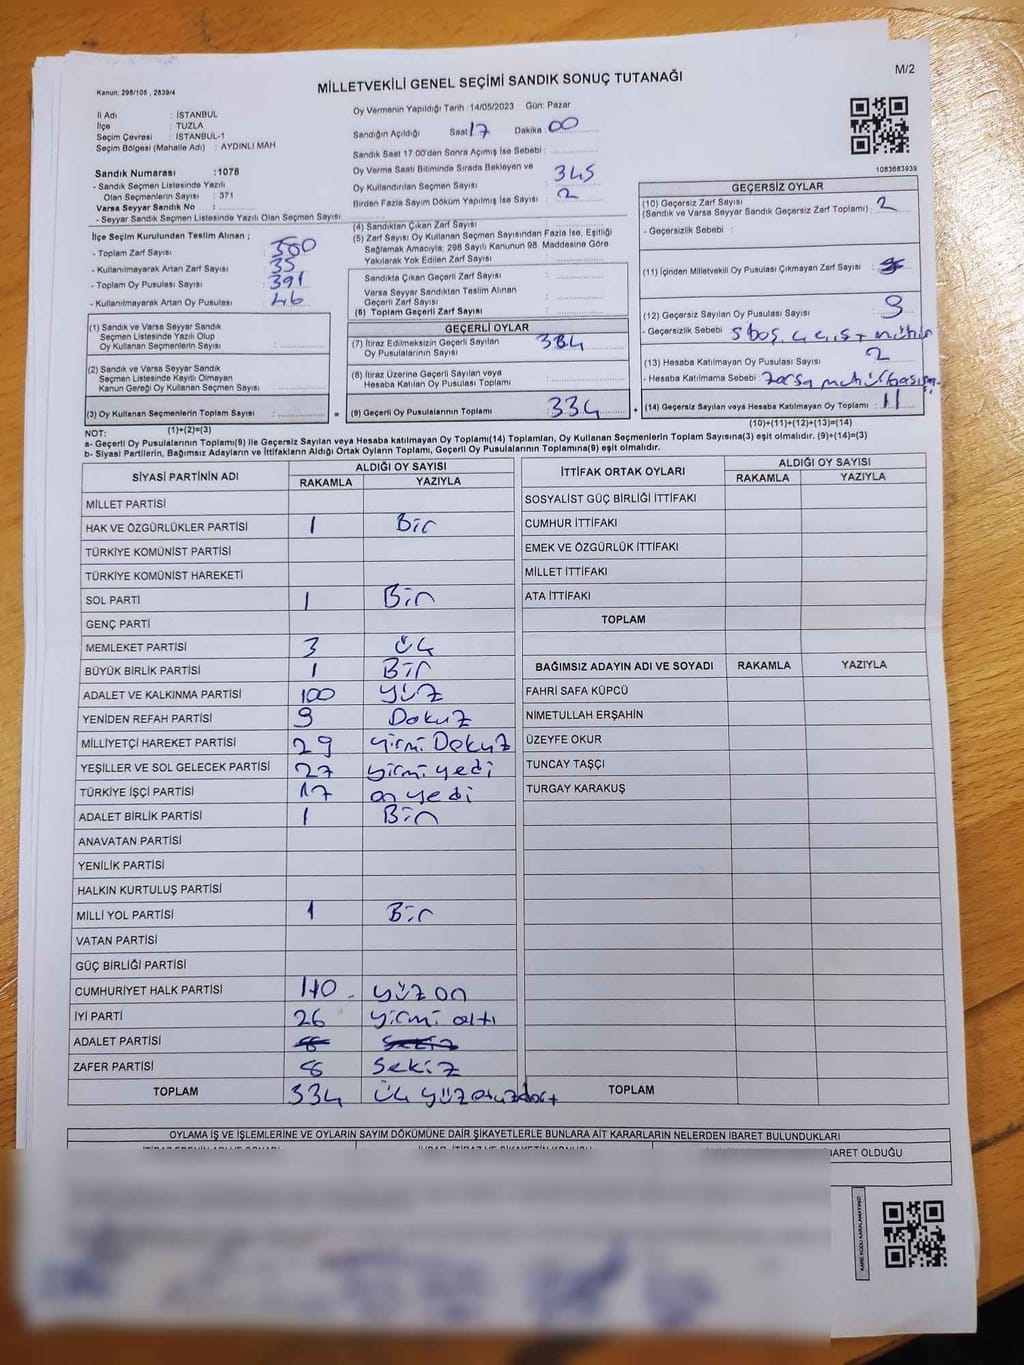 M/2
MİLLETVEKİLİ GENEL SEÇİMİ SANDIK SONUÇ TUTANAĞI
Kanun; 298/105 , 2839/4
İl Adı : İSTANBUL
İlçe : TUZLA
Seçim Çevresi : İSTANBUL-1
Seçim Bölgesi (Mahalle Adı) : AYDINLI MAH.
Sandık Numarası :1078
- Sandık Seçmen Listesinde Yazılı
Olan Seçmenlerin Sayısı : 371
Varsa Seyyar Sandık No :
- Seyyar Sandık Seçmen Listesinde Yazılı Olan Seçmen Sayısı
Oy Vermenin Yapıldığı Tarih :14/05/2023 Gün: Pazar
Sandığın Açıldığı Saat 17 Dakika : 00
Sandık Saat 17.00'den Sonra Açımış İse Sebebi :
Oy Verme Saati Bitiminde Sırada Bekleyen ve
Oy Kullandırılan Seçmen Sayısı : 345
Birden Fazla Sayım Döküm Yapılmış İse Sayısı : 2
1083683939
İlçe Seçim Kurulundan Teslim Alınan ;
- Toplam Zarf Sayısı :
- Kullanılmayarak Artan Zarf Sayısı : 35
- Toplam Oy Pusulası Sayısı : 391
- Kullanılmayarak Artan Oy Pusulası : 46
(4) Sandıktan Çıkan Zarf Sayısı :
(5) Zarf Sayısı Oy Kullanan Seçmen Sayısından Fazla İse, Eşitliği
Sağlamak Amacıyla; 298 Sayılı Kanunun 98. Maddesine Göre
Yakılarak Yok Edilen Zarf Sayısı :
Sandıkta Çıkan Geçerli Zarf Sayısı :
Varsa Seyyar Sandıktan Teslim Alınan
Geçerli Zarf Sayısı :
(6) Toplam Geçerli Zarf Sayısı :
GEÇERSİZ OYLAR
(10) Geçersiz Zarf Sayısı
(Sandık ve Varsa Seyyar Sandık Geçersiz Zarf Toplamı) : 2
- Geçersizlik Sebebi :
(11) İçinden Milletvekili Oy Pusulası Çıkmayan Zarf Sayısı :
(12) Geçersiz Sayılan Oy Pusulası Sayısı : 9
- Geçersizlik Sebebi : 5 boş,
(13) Hesaba Katılmayan Oy Pusulası Sayısı : 2
- Hesaba Katılmama Sebebi :
(14) Geçersiz Sayılan veya Hesaba Katılmayan Oy Toplamı : 11
(10)+(11)+(12)+(13)=(14)
(1) Sandık ve Varsa Seyyar Sandık
Seçmen Listesinde Yazılı Olup
Oy Kullanan Seçmenlerin Sayısı :
(2) Sandık ve Varsa Seyyar Sandık
Seçmen Listesinde Kayıtlı Olmayan
Kanun Gereği Oy Kullanan Seçmen Sayısı :
(3) Oy Kullanan Seçmenlerin Toplam Sayısı :
(1)+(2)=(3)
=
GEÇERLİ OYLAR
(7) İtiraz Edilmeksizin Geçerli Sayılan
Oy Pusulalarının Sayısı : 334
(8) İtiraz Üzerine Geçerli Sayılan veya
Hesaba Katılan Oy Pusulası Toplamı :
(9) Geçerli Oy Pusulalarının Toplamı : 334
+
NOT:
a- Geçerli Oy Pusulalarının Toplamı(9) ile Geçersiz Sayılan veya Hesaba katılmayan Oy Toplamı(14) Toplamları, Oy Kullanan Seçmenlerin Toplam Sayısına(3) eşit olmalıdır. (9)+(14)=(3)
b- Siyasi Partilerin, Bağımsız Adayların ve İttifakların Aldığı Ortak Oyların Toplamı, Geçerli Oy Pusulalarının Toplamına(9) eşit olmalıdır.
SİYASİ PARTİNİN ADI ALDIĞI OY SAYISI
RAKAMLA YAZIYLA
MİLLET PARTİSİ
HAK VE ÖZGÜRLÜKLER PARTİSİ 1 Bir
TÜRKİYE KOMÜNİST PARTİSİ
TÜRKİYE KOMÜNİST HAREKETİ
SOL PARTİ 1 Bir
GENÇ PARTİ
MEMLEKET PARTİSİ 3 Üç
BÜYÜK BİRLİK PARTİSİ 1 Bir
ADALET VE KALKINMA PARTİSİ 100 yüz
YENİDEN REFAH PARTİSİ 9 Dokuz
MİLLİYETÇİ HAREKET PARTİSİ 29 yirmi Dokuz
YEŞİLLER VE SOL GELECEK PARTİSİ 27 yirmi yedi
TÜRKİYE İŞÇİ PARTİSİ 17 on yedi
ADALET BİRLİK PARTİSİ 1 Bir
ANAVATAN PARTİSİ
YENİLİK PARTİSİ
HALKIN KURTULUŞ PARTİSİ
MİLLİ YOL PARTİSİ 1 Bir
VATAN PARTİSİ
GÜÇ BİRLİĞİ PARTİSİ
CUMHURİYET HALK PARTİSİ 110 yüz on
İYİ PARTİ 26 yirmi altı
ADALET PARTİSİ
ZAFER PARTİSİ 8 Sekiz
TOPLAM 334 üç yüz otuz dört
İTTİFAK ORTAK OYLARI ALDIĞI OY SAYISI
RAKAMLA YAZIYLA
SOSYALİST GÜÇ BİRLİĞİ İTTİFAKI
CUMHUR İTTİFAKI
EMEK VE ÖZGÜRLÜK İTTİFAKI
MİLLET İTTİFAKI
ATA İTTİFAKI
TOPLAM
BAĞIMSIZ ADAYIN ADI VE SOYADI RAKAMLA YAZIYLA
FAHRİ SAFA KÜPCÜ
NİMETULLAH ERŞAHİN
ÜZEYFE OKUR
TUNCAY TAŞÇI
TURGAY KARAKUŞ
TOPLAM
OYLAMA İŞ VE İŞLEMLERİNE VE OYLARIN SAYIM DÖKÜMÜNE DAİR ŞİKAYETLERLE BUNLARA AİT KARARLARIN NELERDEN İBARET BULUNDUKLARI
BARET OLDUĞU